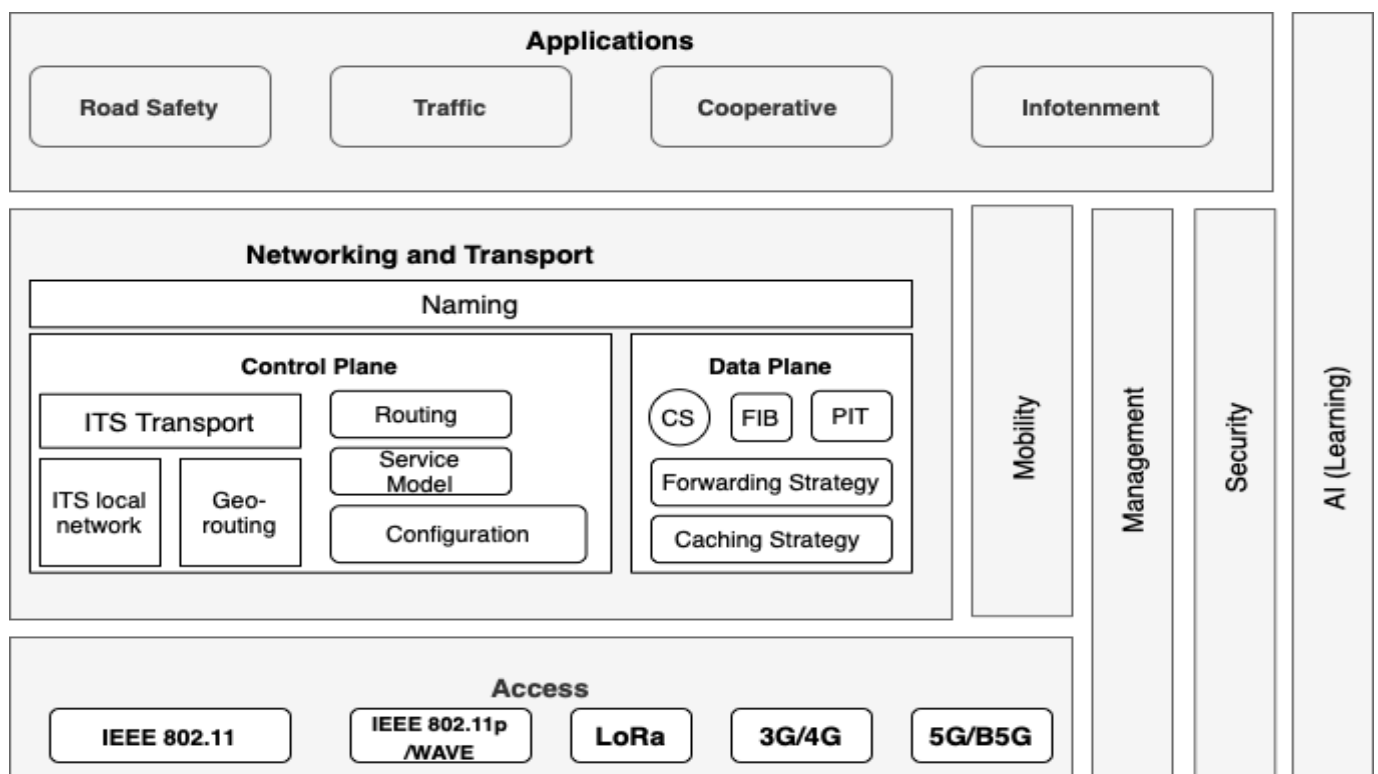 Applications
Road Safety
Traffic
Cooperative
Infotenment
Networking and Transport
Naming
Control Plane
ITS Transport
ITS local
network
Geo-
routing
Routing
Service
Model
Configuration
Data Plane
CS
FIB
PIT
Forwarding Strategy
Caching Strategy
Mobility
Management
Security
AI (Learning)
Access
IEEE 802.11
IEEE 802.11p
/WAVE
LoRa
3G/4G
5G/B5G